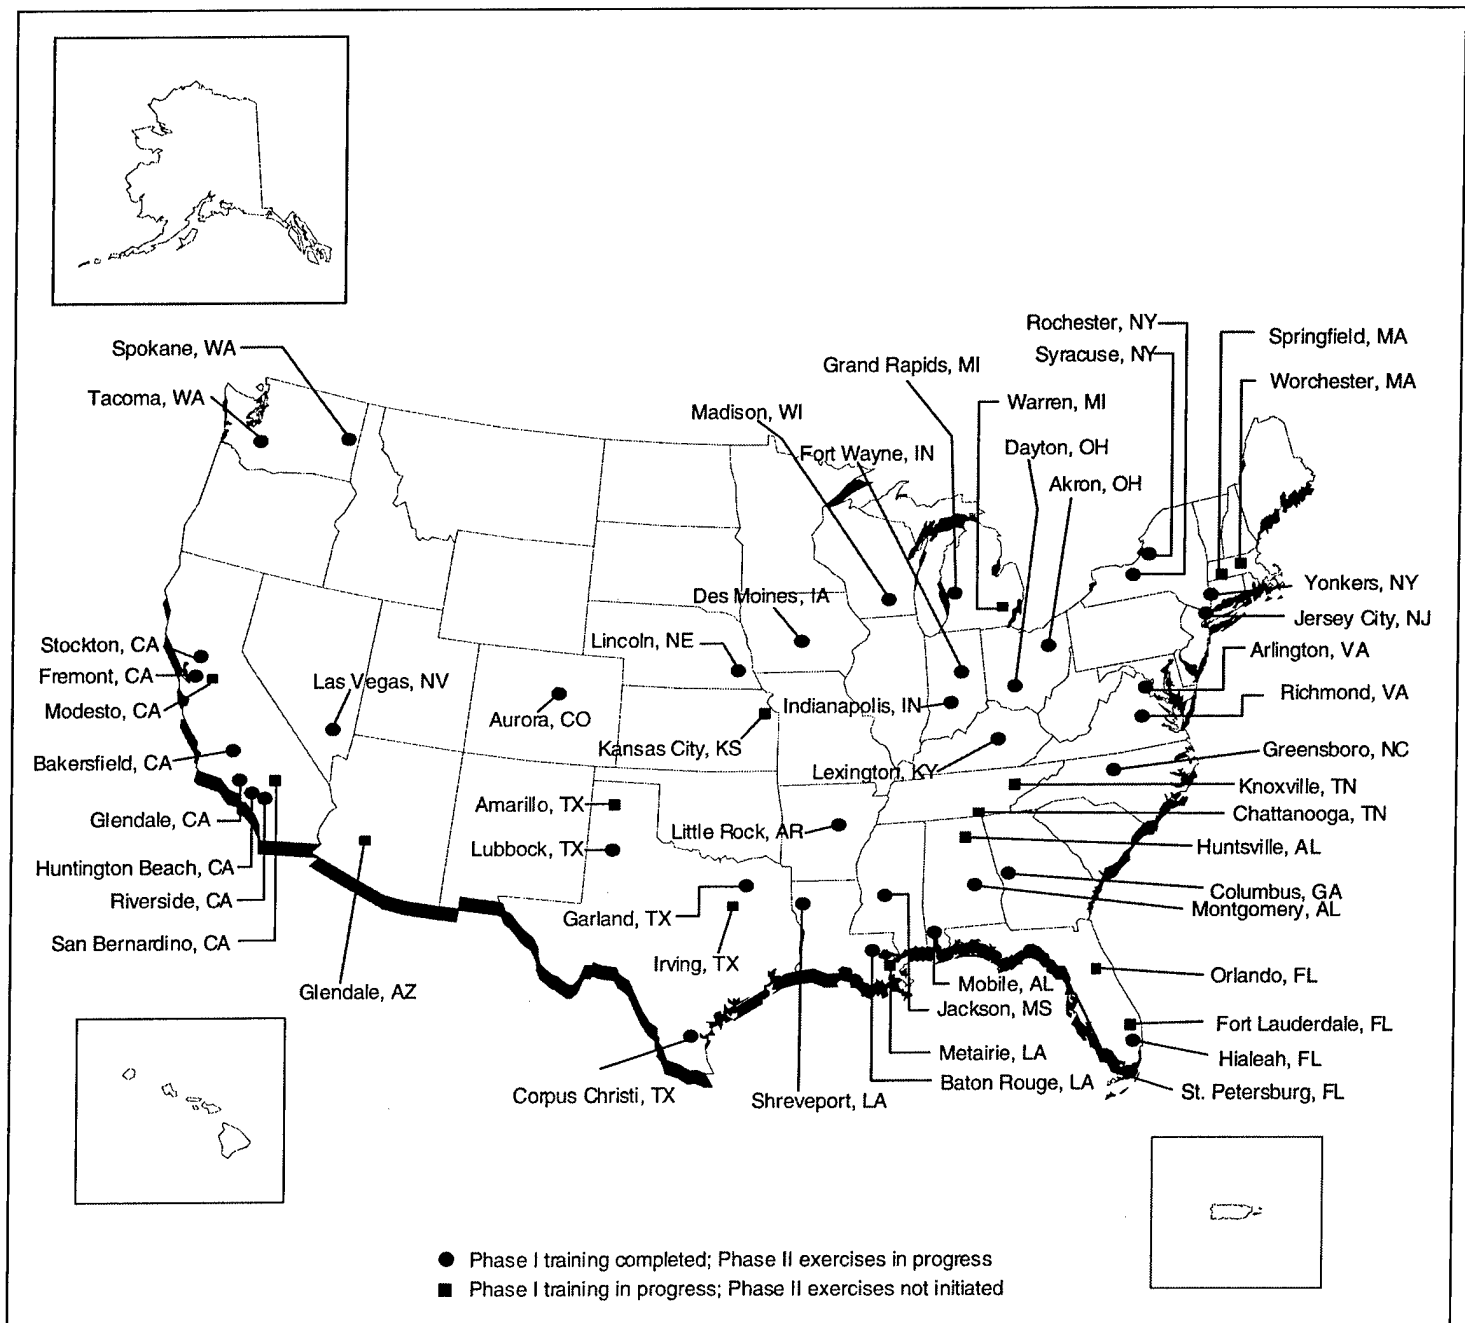 Rochester, NY
Springfield, MA
Spokane, WA
Syracuse, NY
Grand Rapids, MI
Worchester, MA
Tacoma, WA
Warren, MI
Madison, WI
Dayton, OH
Fort Wayne, IN
Akron, OH
Yonkers, NY
Des Moines, IA
Jersey City, NJ
Stockton, CA
Lincoln, NE
Arlington, VA
Fremont, CA
Las Vegas, NV
Richmond, VA
Modesto, CA
Indianapolis, IN
Aurora, CO
Kansas City, KS
Greensboro, NC
Bakersfield, CA
Lexington, KY
Knoxville, TN
Amarillo, TX
Chattanooga, TN
Glendale, CA
Little Rock, AR
Huntsville, AL
Lubbock, TX
Huntington Beach, CA
Columbus, GA
Riverside, CA
Montgomery, AL
Garland, TX
San Bernardino, CA
Irving, TX
Orlando, FL
Glendale, AZ
Mobile, AL
Jackson, MS
Fort Lauderdale, FL
Metairie, LA
Hialeah, FL
Baton Rouge, LA
St. Petersburg, FL
Corpus Christi, TX
Shreveport, LA
Phase I training completed; Phase II exercises in progress
Phase I training in progress; Phase II exercises not initiated